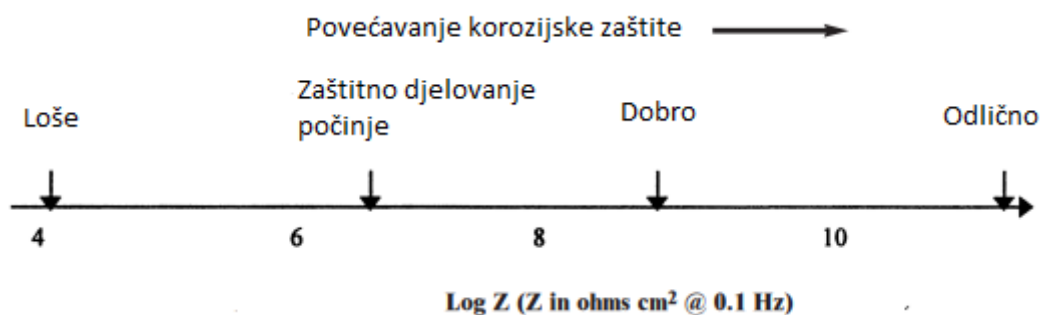 Povećavanje korozijske zaštite
Zaštitno djelovanje
počinje
Loše
Dobro
Odlično
4
6
8
10
Log Z (Z in ohms cm² @ 0.1 Hz)